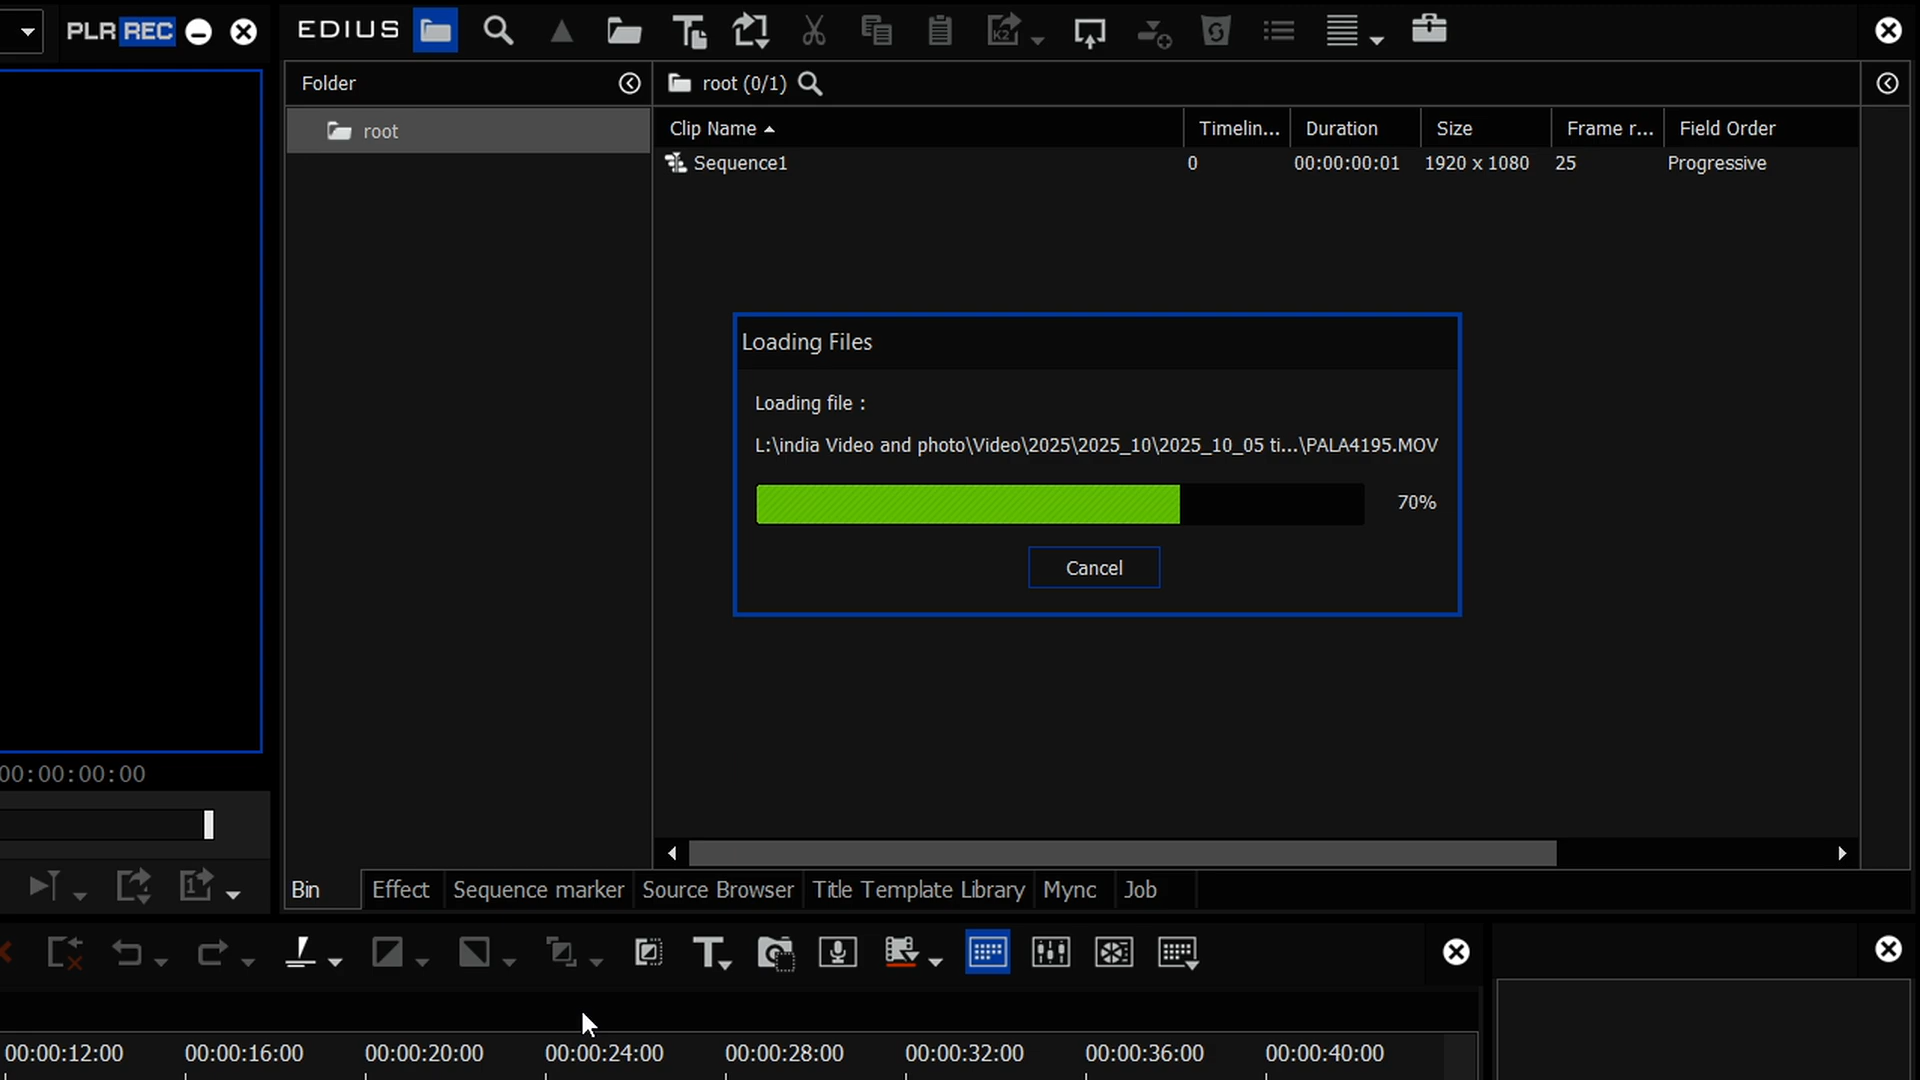 PLR REC
EDIUS
Folder
root (0/1)
root
Clip Name
Timelin...
Duration
Size
Frame r...
Field Order
Sequence1
0
00:00:00:01
1920 x 1080
25
Progressive
Loading Files
Loading file :
L:\india Video and photo\Video\2025\2025_10\2025_10_05 ti...\PALA4195.MOV
70%
Cancel
00:00:00:00
Bin
Effect
Sequence marker
Source Browser
Title Template Library
Mync
Job
00:00:12:00
00:00:16:00
00:00:20:00
00:00:24:00
00:00:28:00
00:00:32:00
00:00:36:00
00:00:40:00